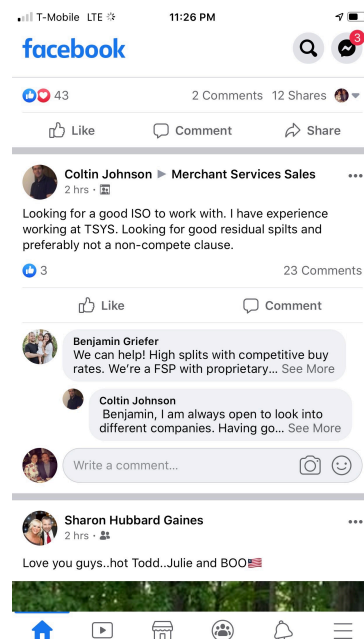 T-Mobile LTE 11:26 PM
facebook
3
43 2 Comments 12 Shares
Like Comment Share
Coltin Johnson ▶ Merchant Services Sales
2 hrs ·
Looking for a good ISO to work with. I have experience
working at TSYS. Looking for good residual spilts and
preferably not a non-compete clause.
3 23 Comments
Like Comment
Benjamin Griefer
We can help! High splits with competitive buy
rates. We’re a FSP with proprietary... See More
Coltin Johnson
Benjamin, I am always open to look into
different companies. Having go... See More
Write a comment...
Sharon Hubbard Gaines
2 hrs ·
Love you guys..hot Todd..Julie and BOO🇺🇸